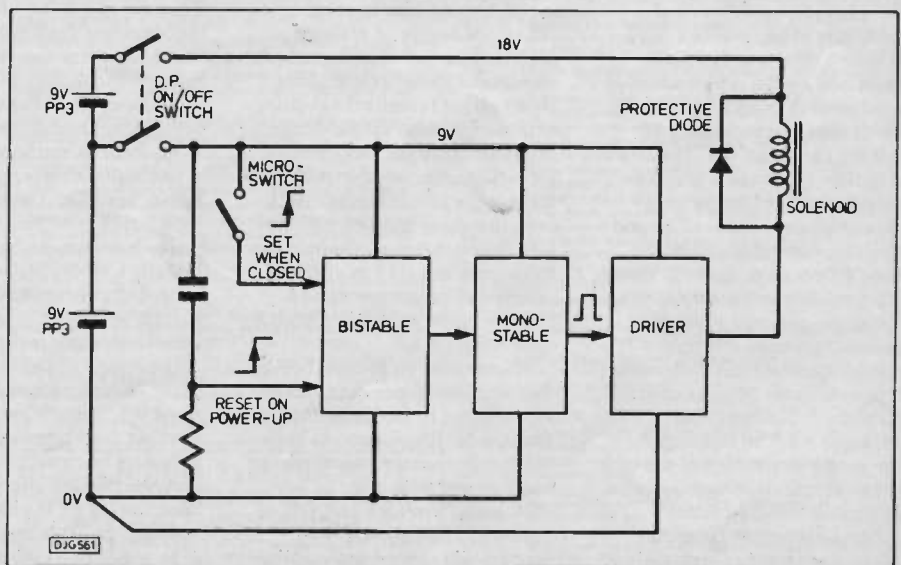 18V
9V
PP3
D.P.
ON/OFF
SWITCH
PROTECTIVE
DIODE
9V
MICRO-
SWITCH
SOLENOID
SET
WHEN
CLOSED
9V
PP3
BISTABLE
MONO-
STABLE
DRIVER
RESET ON
POWER-UP
0V
DJG561